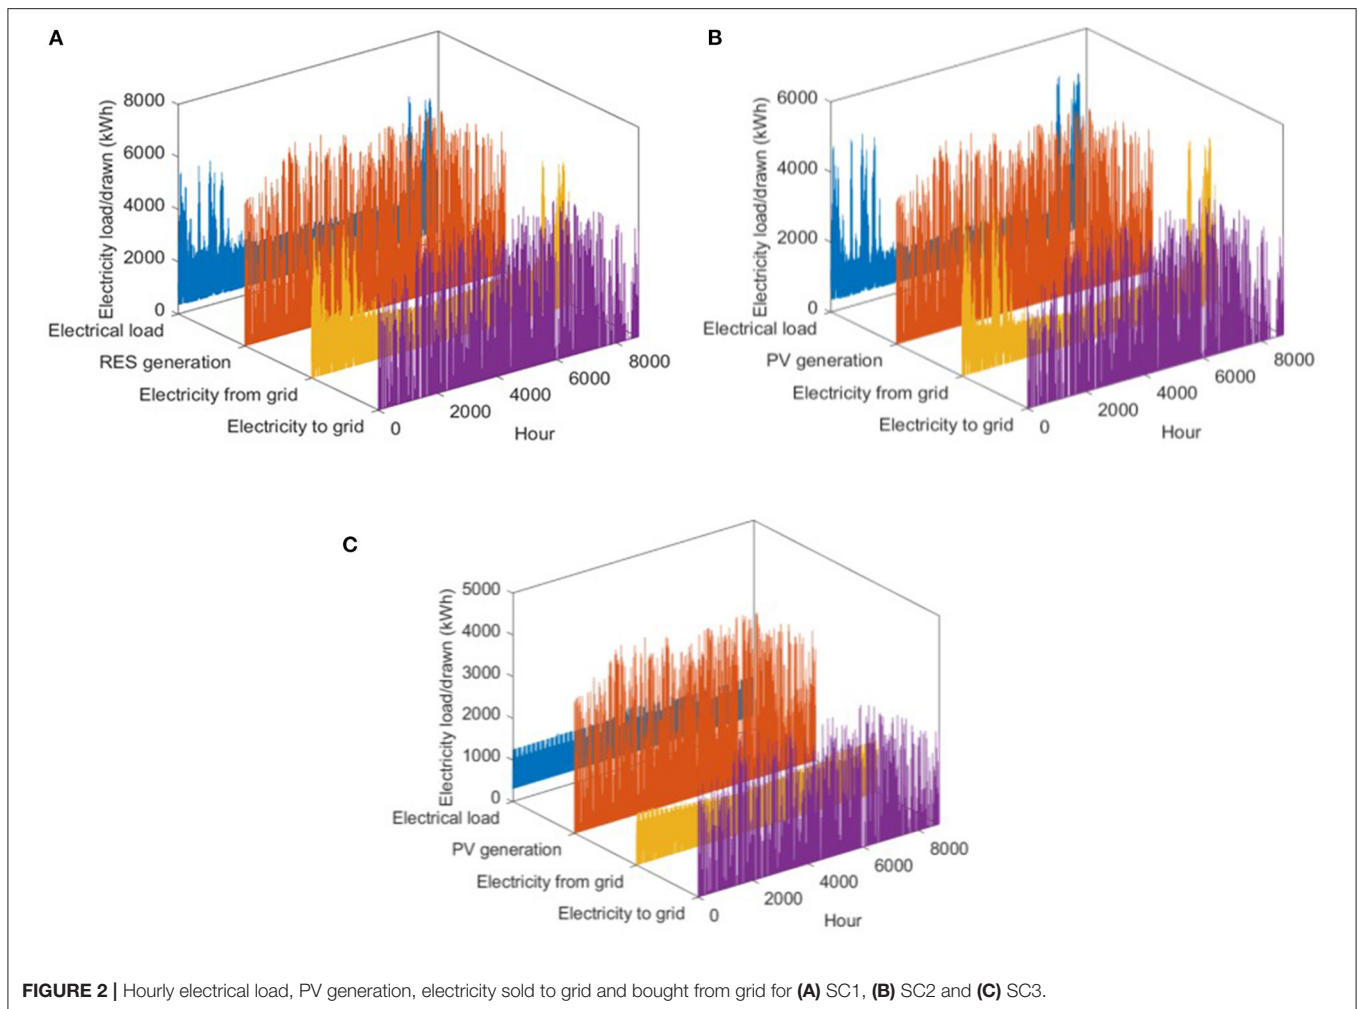 A
Electricity load/drawn (kWh)
8000
6000
4000
2000
0
Electrical load
RES generation
Electricity from grid
Electricity to grid
0
2000
4000
6000
8000
Hour
B
Electricity load/drawn (kWh)
6000
4000
2000
0
Electrical load
PV generation
Electricity from grid
Electricity to grid
0
2000
4000
6000
8000
Hour
C
Electricity load/drawn (kWh)
5000
4000
3000
2000
1000
0
Electrical load
PV generation
Electricity from grid
Electricity to grid
0
2000
4000
6000
8000
Hour
FIGURE 2 | Hourly electrical load, PV generation, electricity sold to grid and bought from grid for (A) SC1, (B) SC2 and (C) SC3.